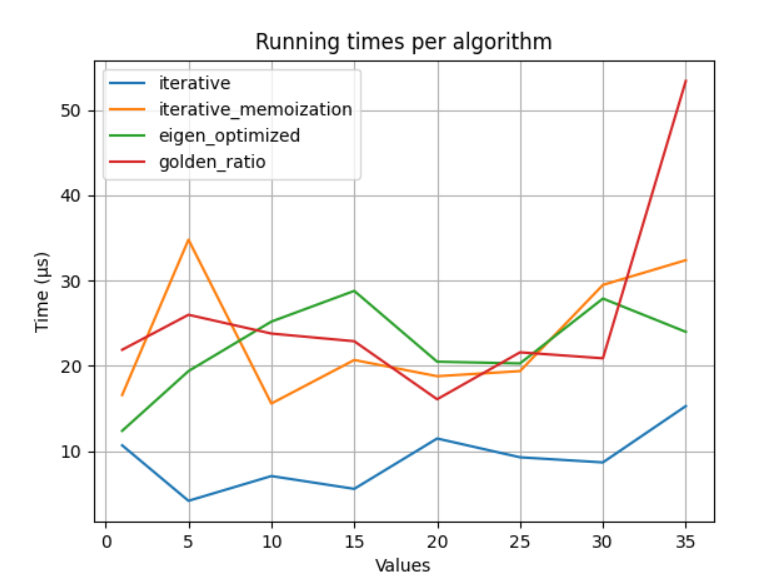 Running times per algorithm
iterative
iterative_memoization
eigen_optimized
golden_ratio
50
40
30
20
10
Time (µs)
0 5 10 15 20 25 30 35
Values